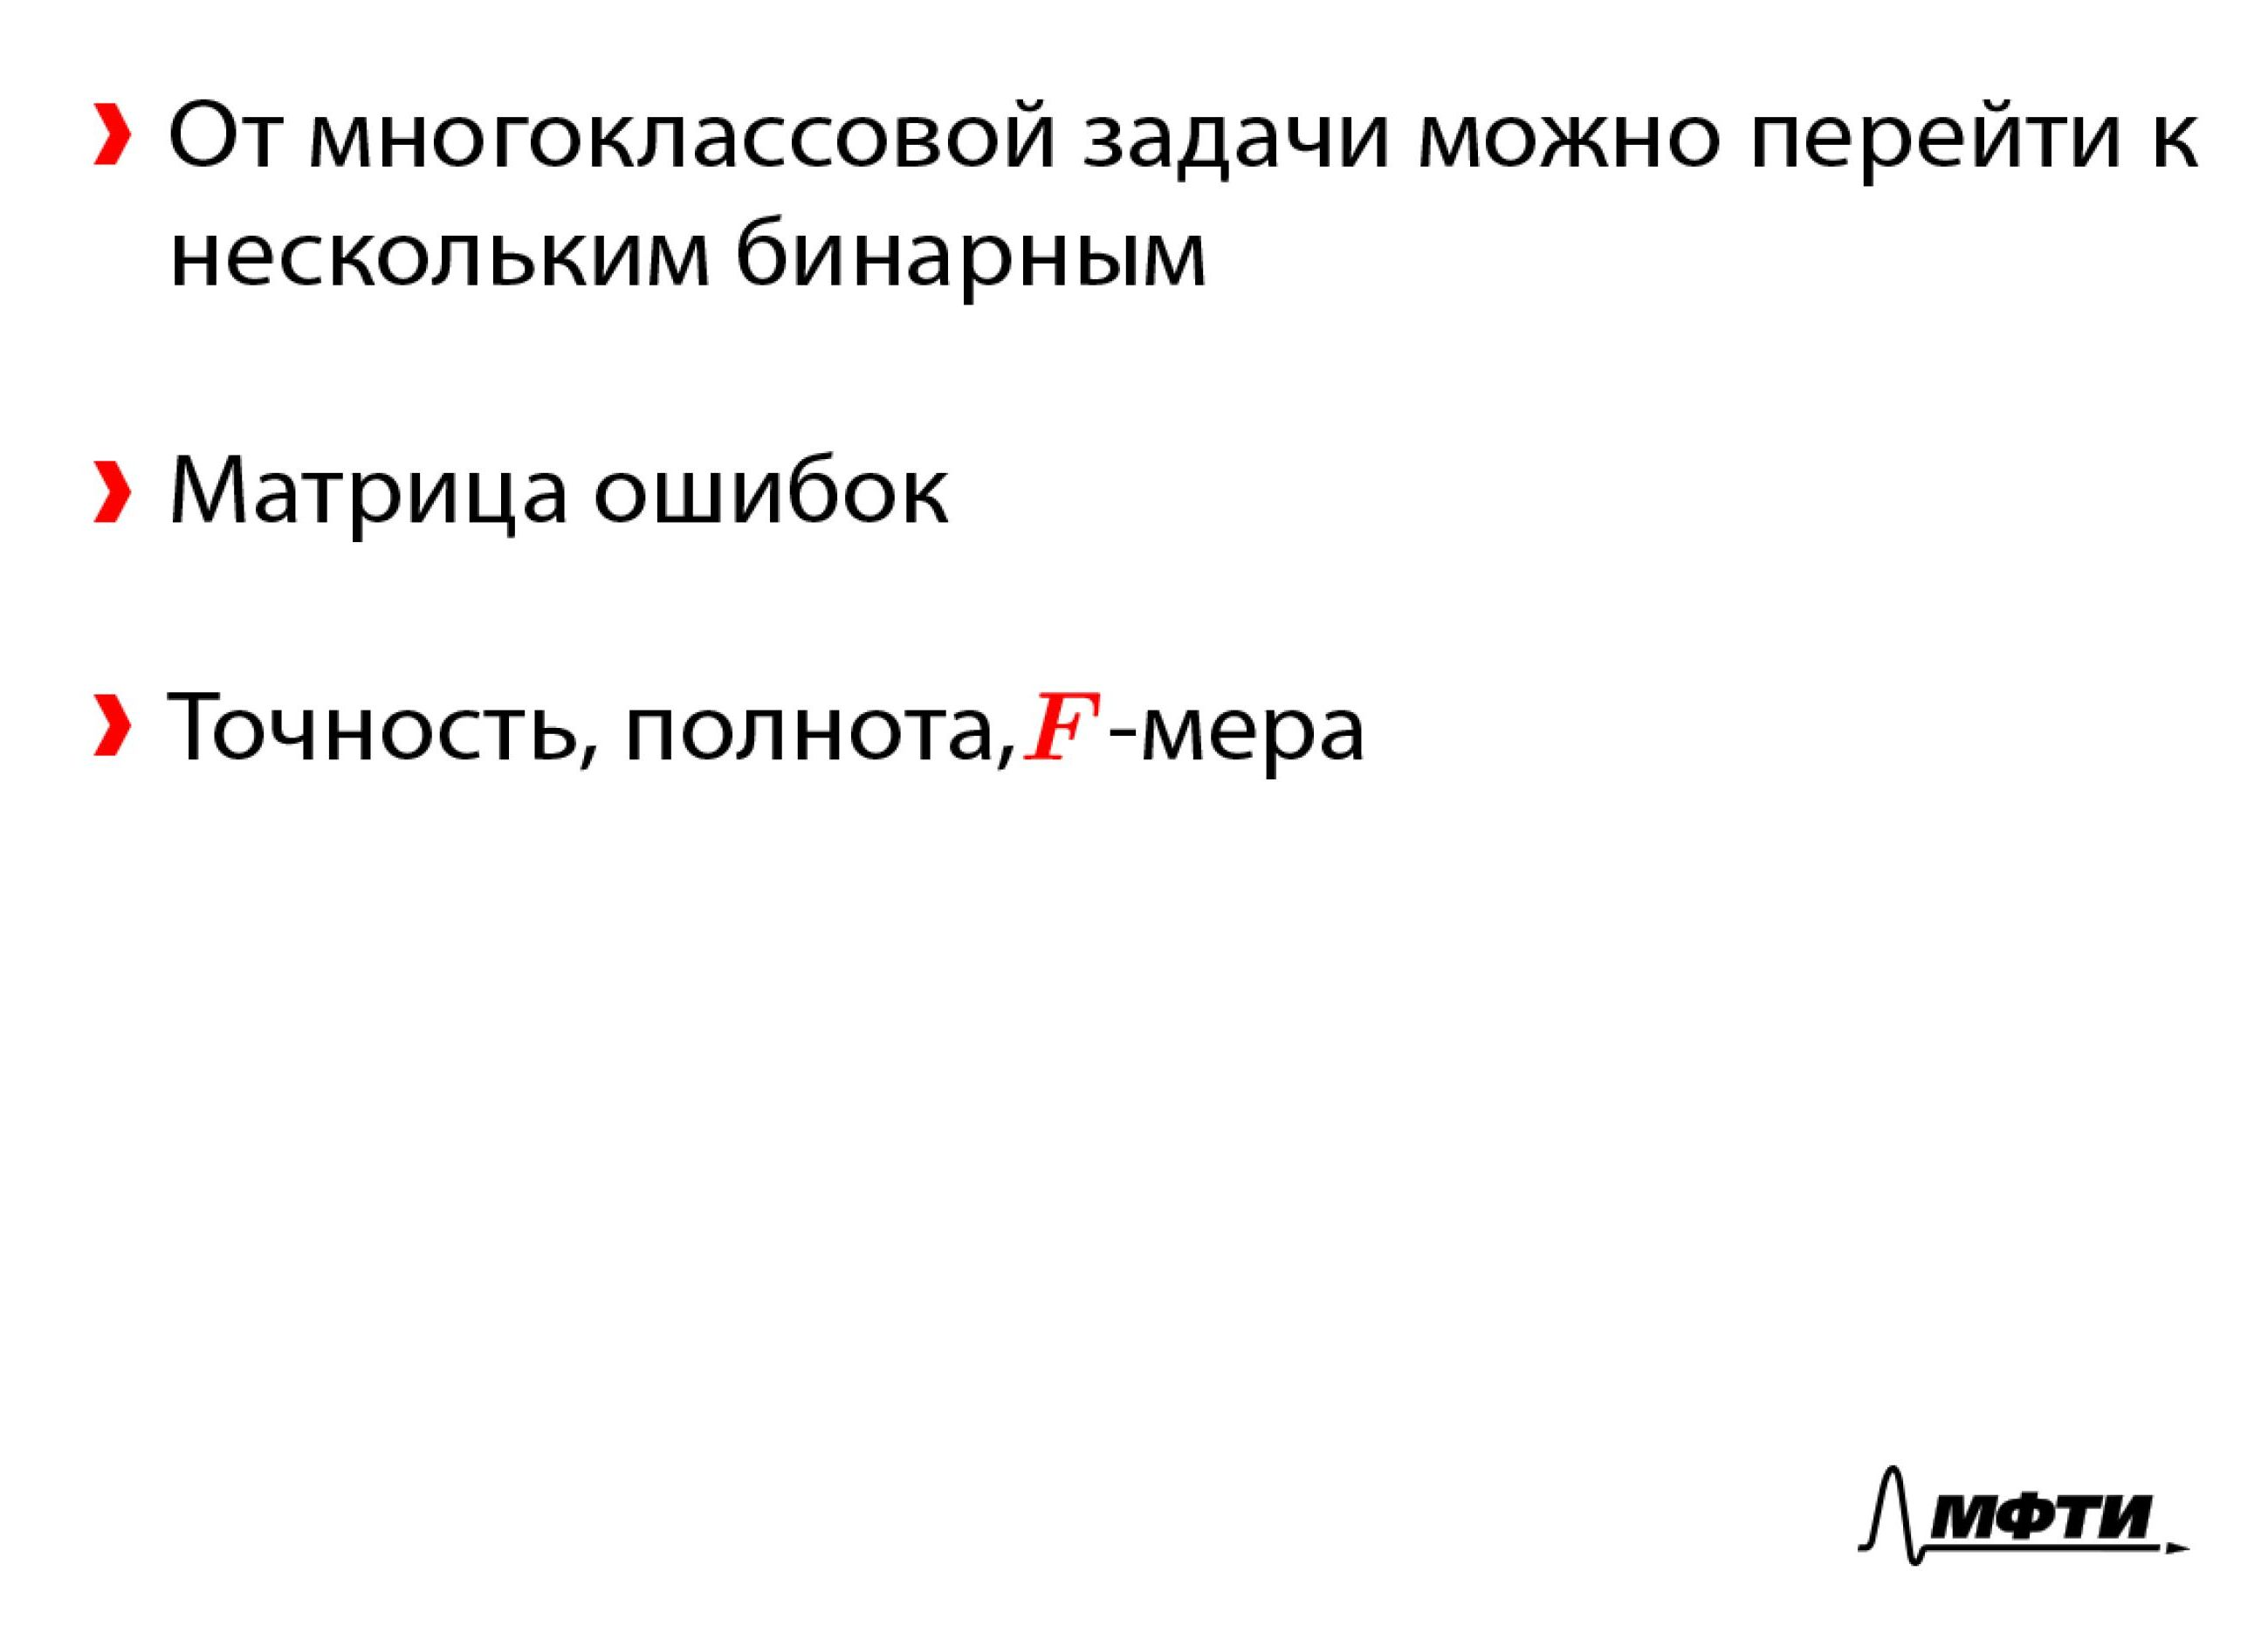 От многоклассовой задачи можно перейти к
нескольким бинарным
Матрица ошибок
Точность, полнота, F-мера
МФТИ